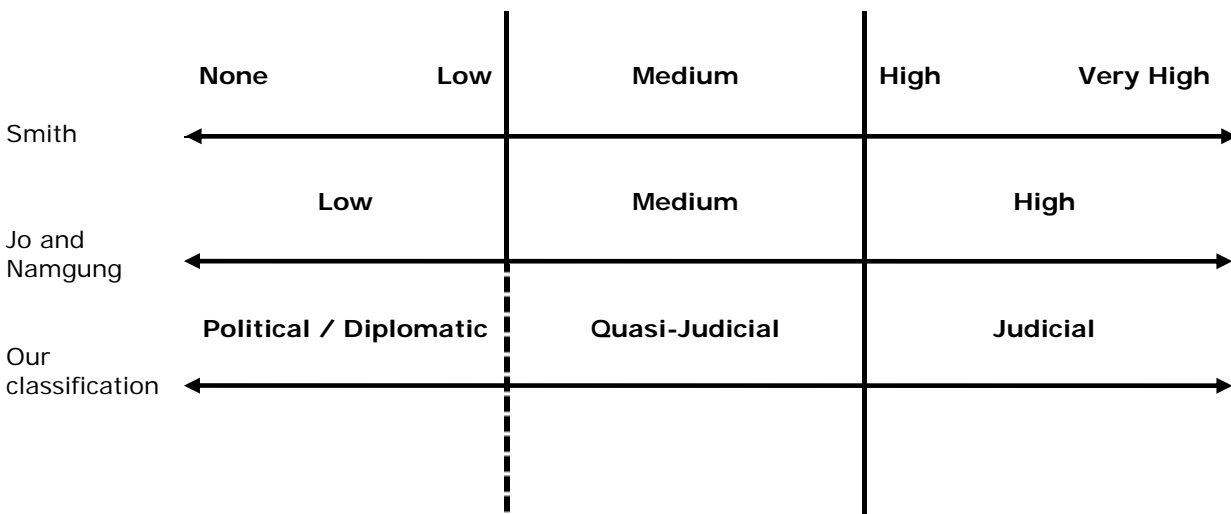 None Low Medium High Very High
Smith
Low Medium High
Jo and
Namgung
Political / Diplomatic Quasi-Judicial Judicial
Our
classification